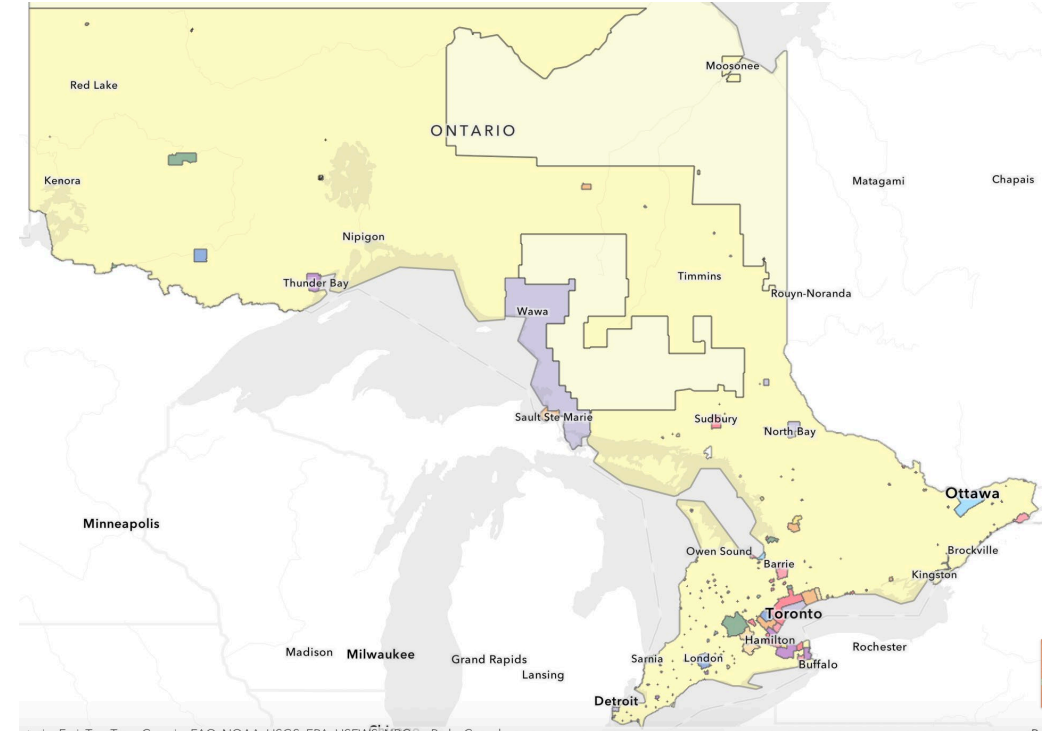 Moosonee
Red Lake
ONTARIO
Kenora
Matagami
Chapais
Nipigon
Timmins
Thunder Bay
Rouyn-Noranda
Wawa
Sault Ste Marie
Sudbury
North Bay
Ottawa
Minneapolis
Owen Sound
Brockville
Barrie
Kingston
Toronto
Hamilton
Rochester
Madison
Milwaukee
Grand Rapids
Sarnia
London
Buffalo
Lansing
Detroit